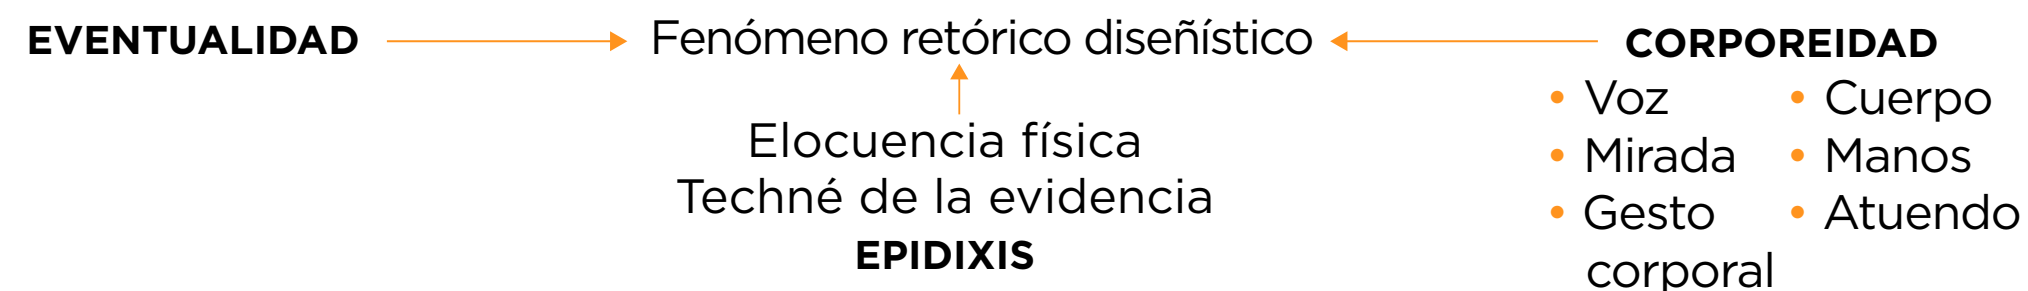 EVENTUALIDAD
Fenómeno retórico diseñístico
CORPOREIDAD
Elocuencia física
Techné de la evidencia
EPIDIXIS
• Voz
• Mirada
• Gesto
corporal
• Cuerpo
• Manos
• Atuendo